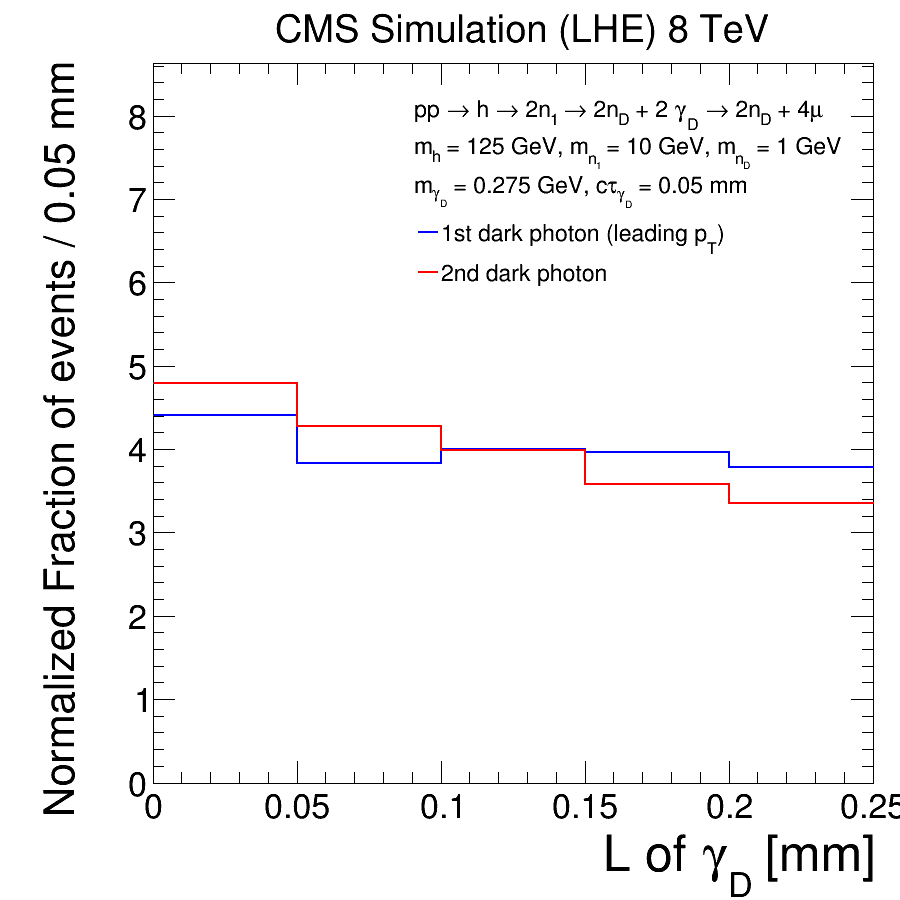 CMS Simulation (LHE) 8 TeV
Normalized Fraction of events / 0.05 mm
8
7
6
5
4
3
2
1
0
pp → h → 2n1 → 2nD + 2 γD → 2nD + 4μ
mh = 125 GeV, mn1 = 10 GeV, mnD = 1 GeV
mγD = 0.275 GeV, cτγD = 0.05 mm
1st dark photon (leading pT)
2nd dark photon
0 0.05 0.1 0.15 0.2 0.25
L of γD [mm]